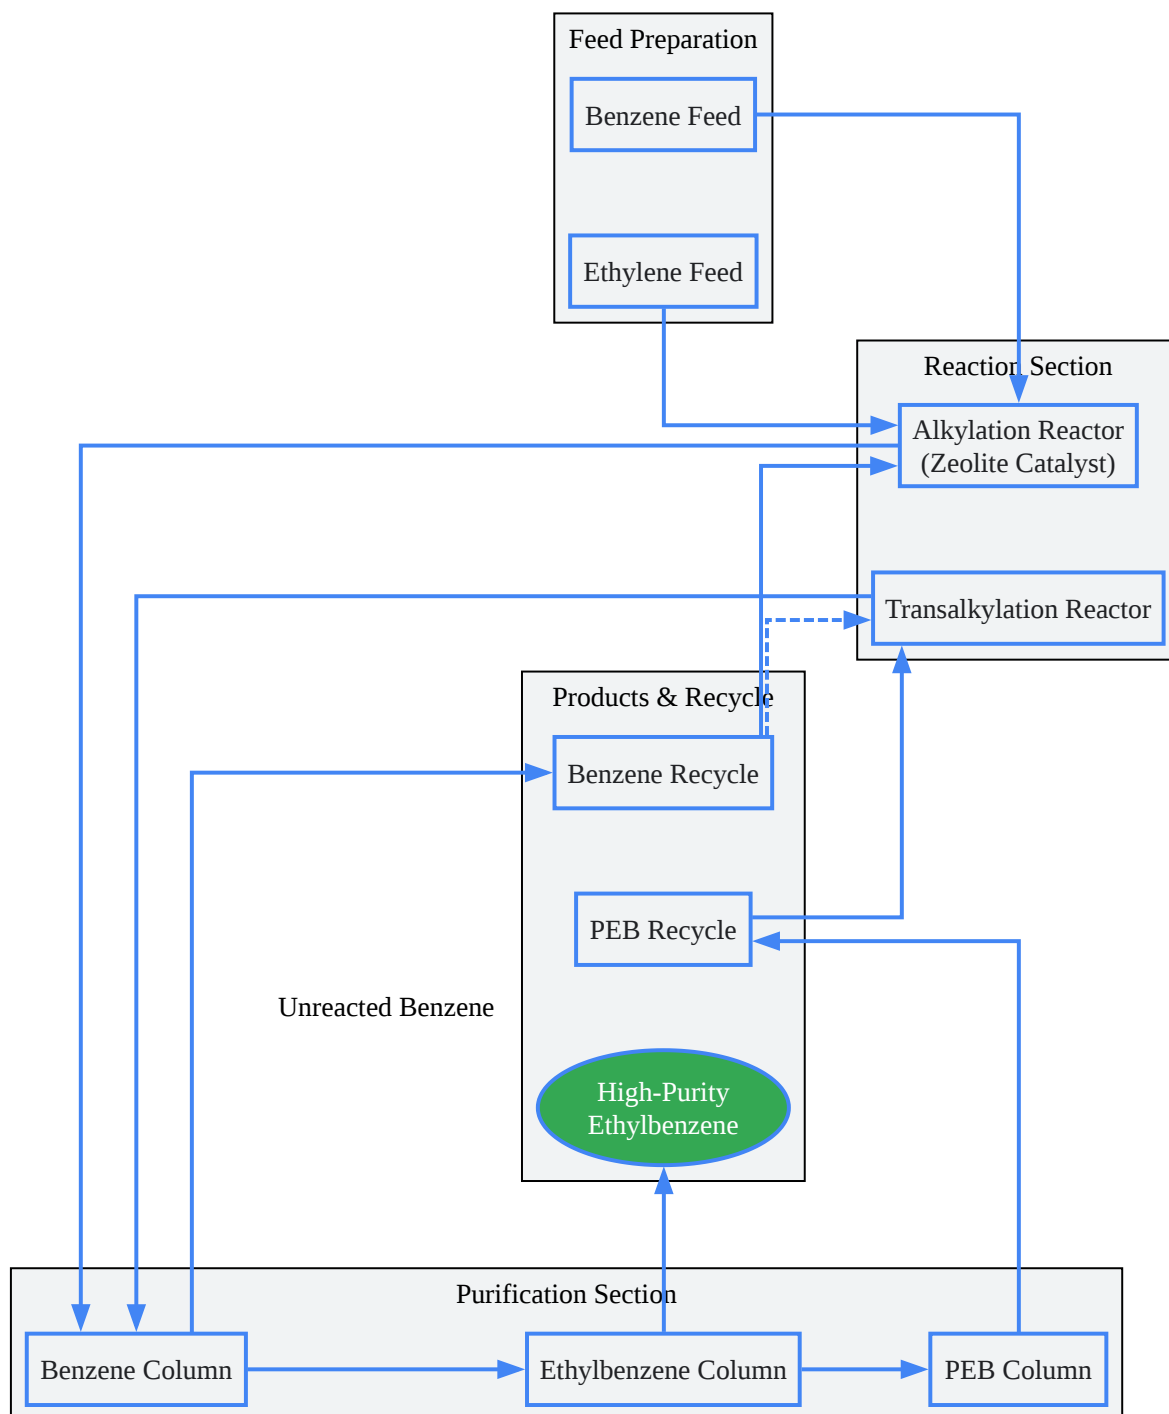 Feed Preparation
Benzene Feed
Ethylene Feed
Reaction Section
Alkylation Reactor
(Zeolite Catalyst)
Transalkylation Reactor
Products & Recycle
Benzene Recycle
PEB Recycle
Unreacted Benzene
High-Purity
Ethylbenzene
Purification Section
Benzene Column
Ethylbenzene Column
PEB Column